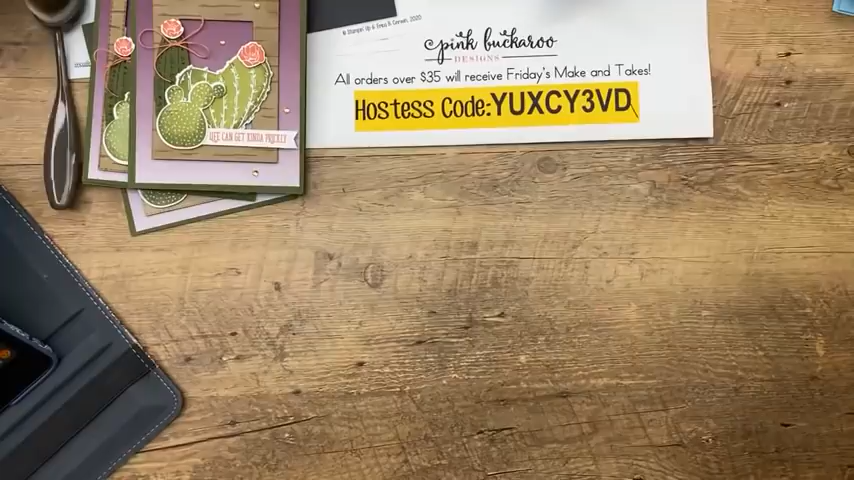 © Stampin' Up! & Erica B. Cerwin, 2020
pink buckaroo
DESIGNS
All orders over $35 will receive Friday's Make and Takes!
Hostess Code:YUXCY3VD
LIFE CAN GET KINDA PRICKLY